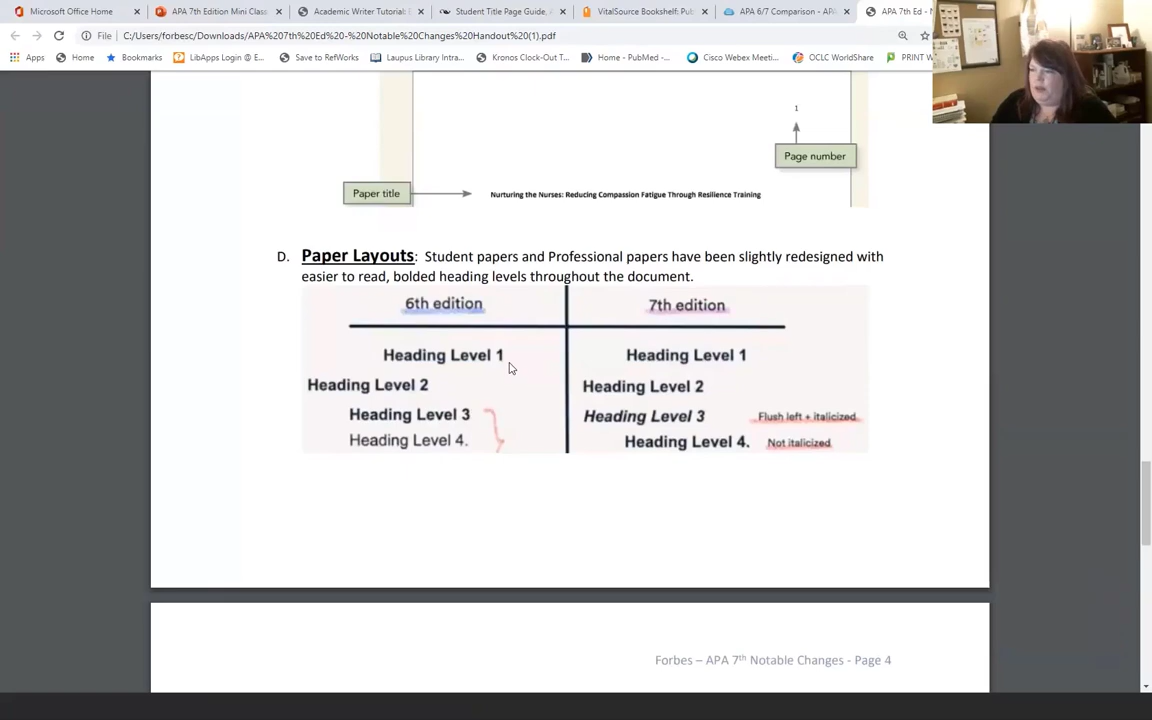 Microsoft Office Home
APA 7th Edition Mini Class
Academic Writer Tutorial:
Student Title Page Guide, A
VitalSource Bookshelf: Pub
APA 6/7 Comparison - APA
APA 7th Ed - N
File
C:/Users/forbesc/Downloads/APA%207th%20Ed%20-%20Notable%20Changes%20Handout%20(1).pdf
Apps
Home
Bookmarks
LibApps Login @ E...
Save to RefWorks
Laupus Library Intra...
Kronos Clock-Out T...
Home - PubMed -...
Cisco Webex Meeti...
OCLC WorldShare
PRINT W
1
Page number
Paper title
Nurturing the Nurses: Reducing Compassion Fatigue Through Resilience Training
D. Paper Layouts: Student papers and Professional papers have been slightly redesigned with
easier to read, bolded heading levels throughout the document.
6th edition
7th edition
Heading Level 1
Heading Level 1
Heading Level 2
Heading Level 2
Heading Level 3
Heading Level 3
Flush left + italicized
Heading Level 4.
Heading Level 4.
Not italicized
Forbes – APA 7th Notable Changes - Page 4